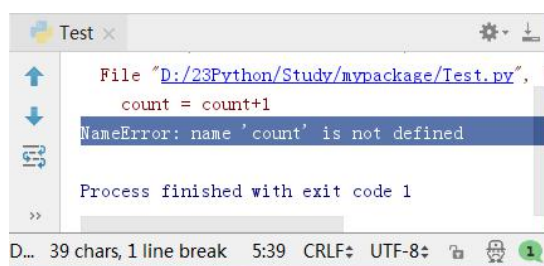 Test
File "D:/23Python/Study/mypackage/Test.py",
count = count+1
NameError: name 'count' is not defined
Process finished with exit code 1
>>
D... 39 chars, 1 line break 5:39 CRLF UTF-8 1